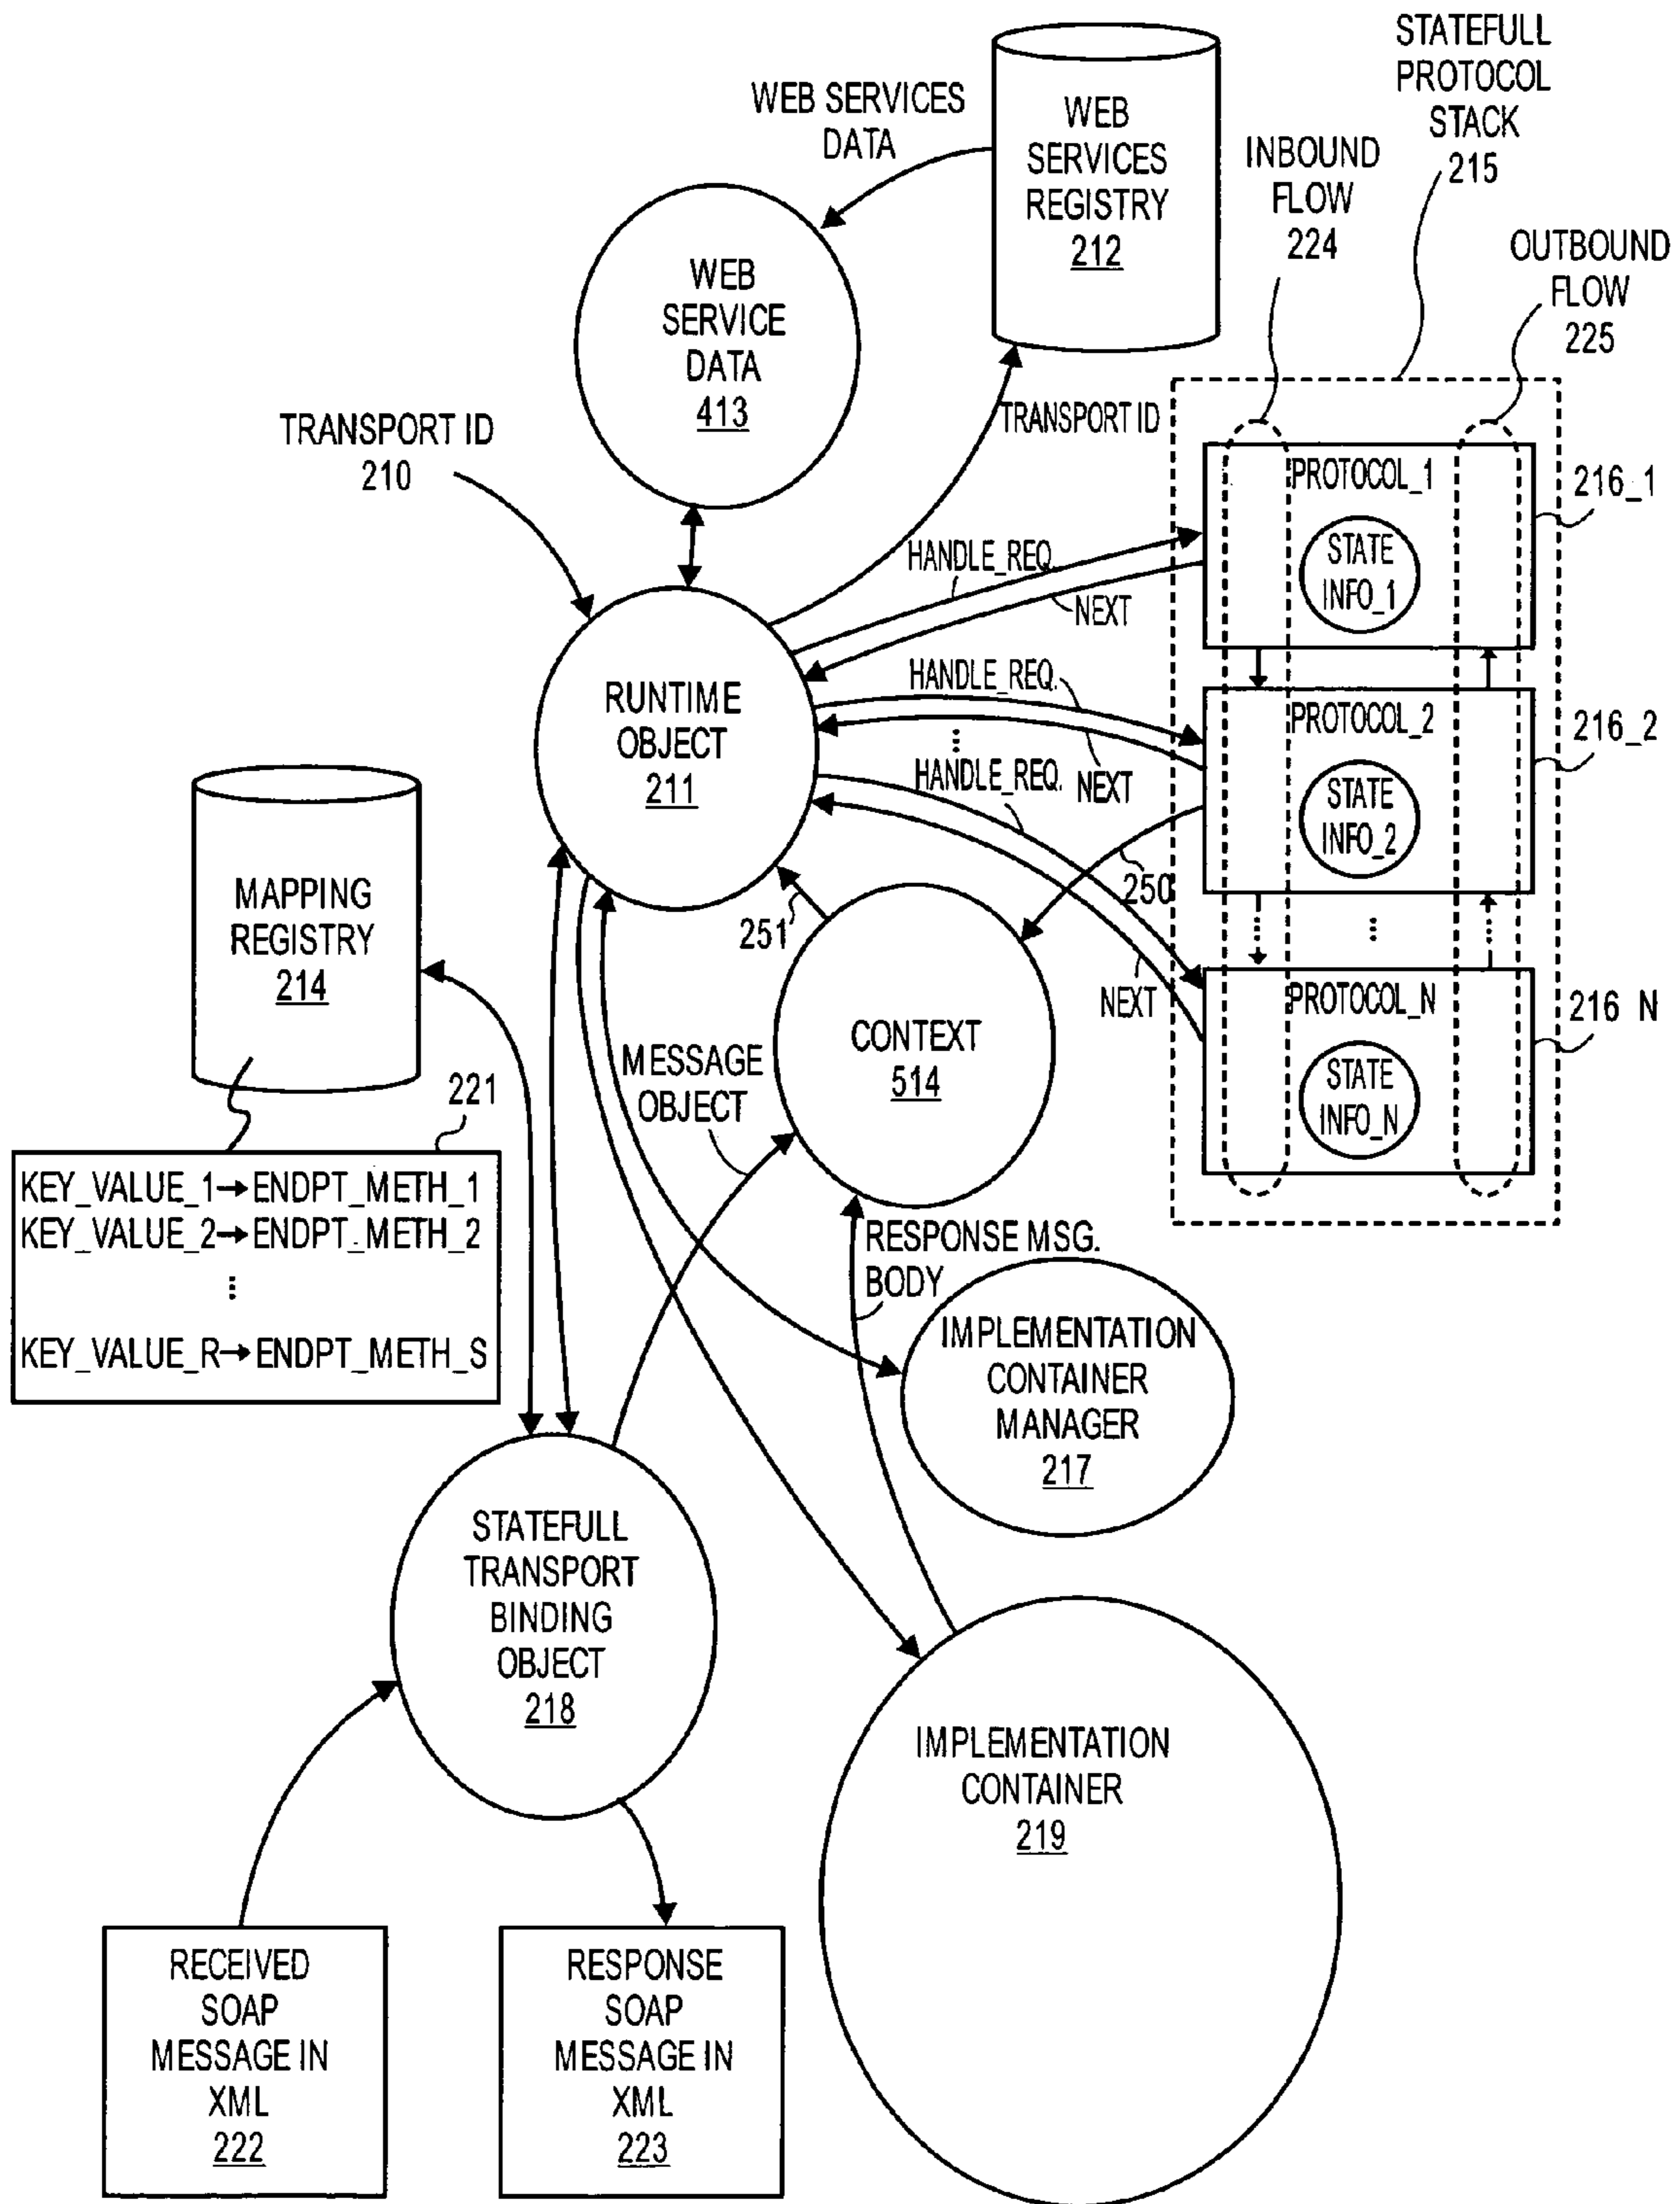 STATEFULL
PROTOCOL
STACK
215
WEB SERVICES
DATA
WEB
SERVICES
REGISTRY
212
INBOUND
FLOW
224
OUTBOUND
FLOW
225
WEB
SERVICE
DATA
413
TRANSPORT ID
210
TRANSPORT ID
PROTOCOL_1
216_1
STATE
INFO_1
HANDLE_REQ.
NEXT
RUNTIME
OBJECT
211
HANDLE_REQ.
PROTOCOL_2
216_2
...
NEXT
HANDLE_REQ.
STATE
INFO_2
250
251
MAPPING
REGISTRY
214
NEXT
...
PROTOCOL_N
216 N
STATE
INFO_N
CONTEXT
514
MESSAGE
OBJECT
221
KEY_VALUE_1→ENDPT_METH_1
KEY_VALUE_2→ENDPT_METH_2
...
KEY_VALUE_R→ENDPT_METH_S
RESPONSE MSG.
BODY
IMPLEMENTATION
CONTAINER
MANAGER
217
STATEFULL
TRANSPORT
BINDING
OBJECT
218
IMPLEMENTATION
CONTAINER
219
RECEIVED
SOAP
MESSAGE IN
XML
222
RESPONSE
SOAP
MESSAGE IN
XML
223